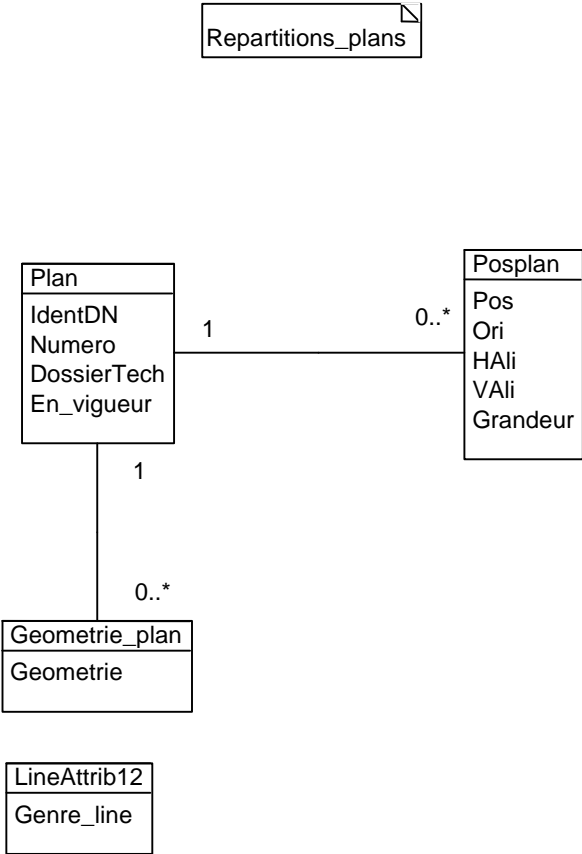 Repartitions_plans
Plan
IdentDN
Numero
DossierTech
En_vigueur
1
0..*
Posplan
Pos
Ori
HAli
VAli
Grandeur
1
0..*
Geometrie_plan
Geometrie
LineAttrib12
Genre_line